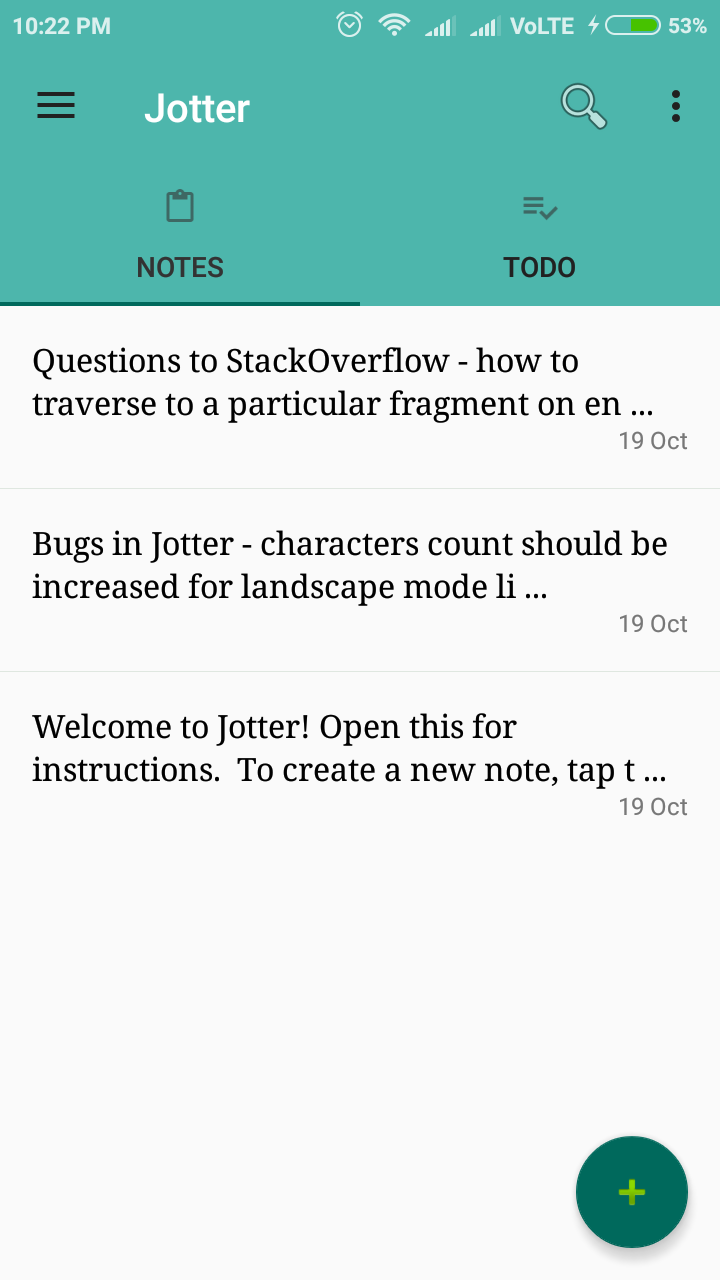 10:22 PM VoLTE 53%
Jotter
NOTES TODO
Questions to StackOverflow - how to
traverse to a particular fragment on en ...
19 Oct
Bugs in Jotter - characters count should be
increased for landscape mode li ...
19 Oct
Welcome to Jotter! Open this for
instructions.  To create a new note, tap t ...
19 Oct